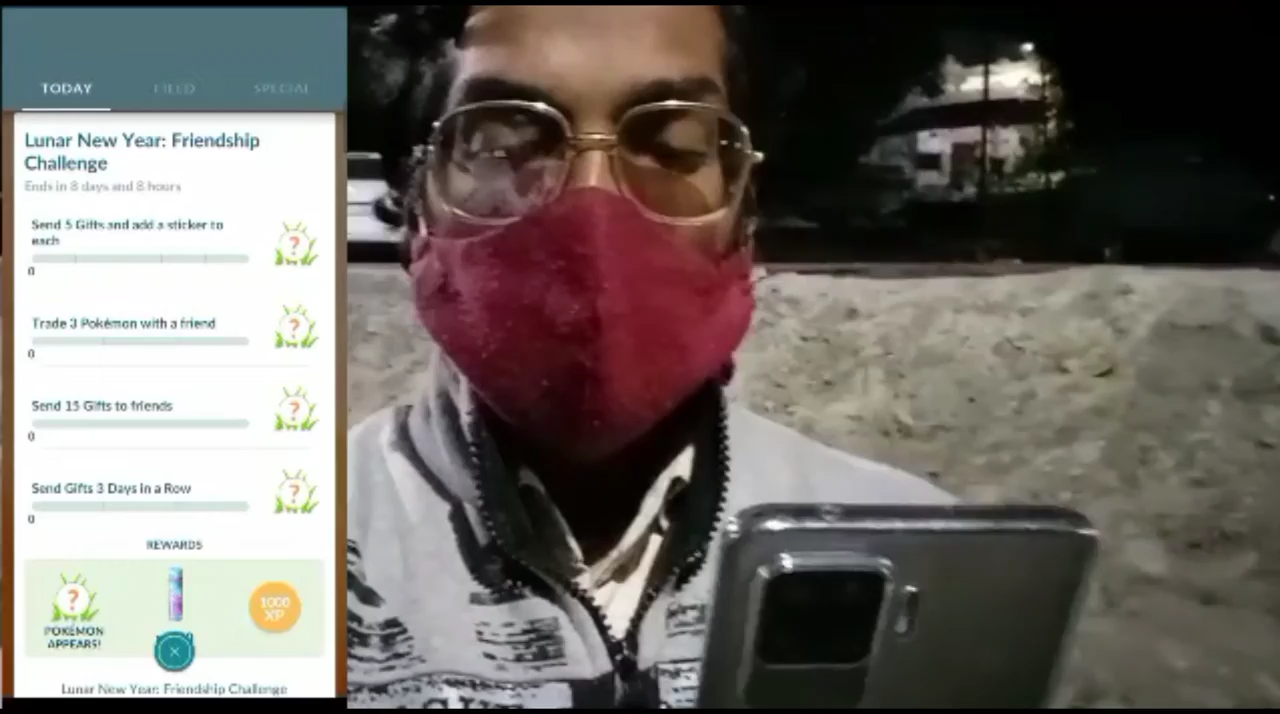 TODAY
FILED
SPECIAL
Lunar New Year: Friendship
Challenge
Ends in 8 days and 8 hours
Send 5 Gifts and add a sticker to
each
0
Trade 3 Pokémon with a friend
0
Send 15 Gifts to friends
0
Send Gifts 3 Days in a Row
0
REWARDS
?
?
?
?
?
POKÉMON
APPEARS!
1000
XP
Lunar New Year: Friendship Challenge